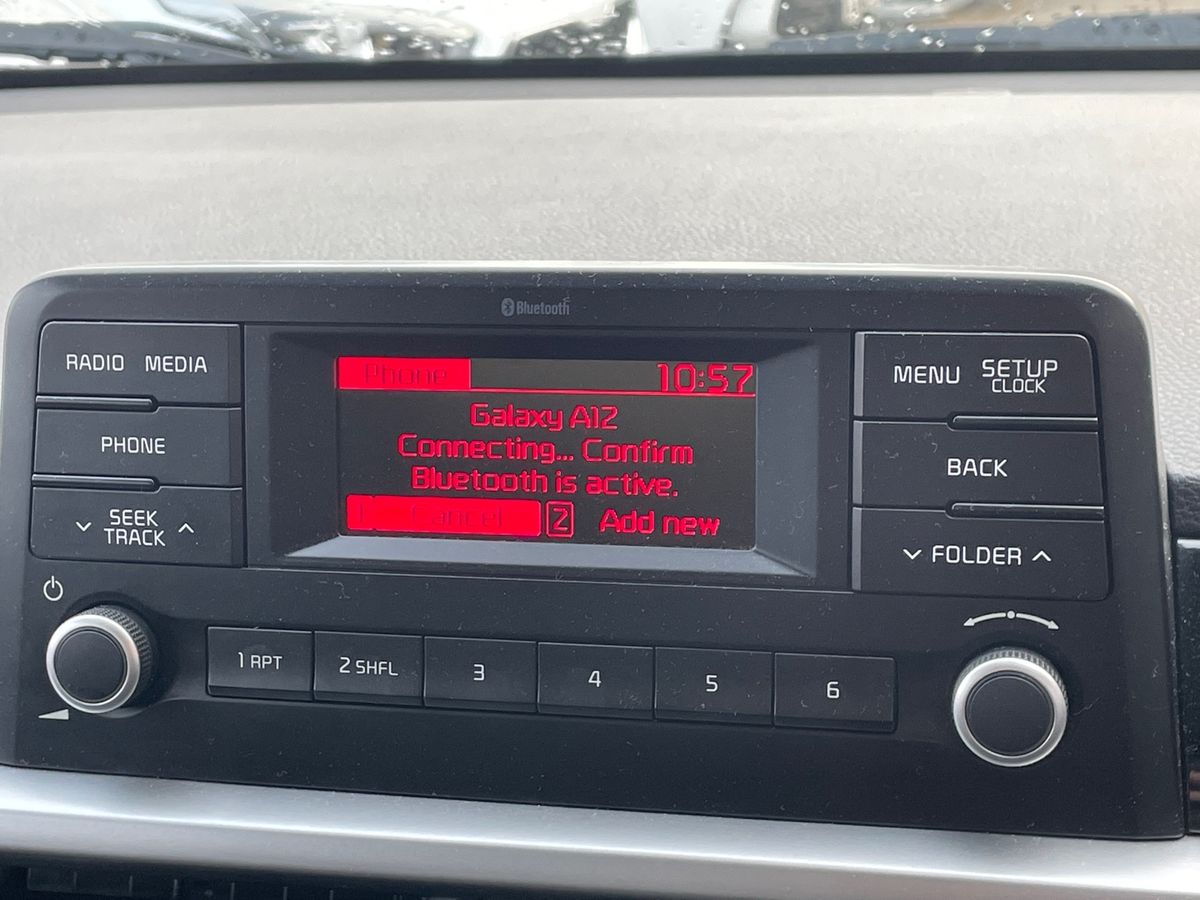 Bluetooth
RADIO MEDIA
PHONE
SEEK
TRACK
Phone 10:57
Galaxy A12
Connecting... Confirm
Bluetooth is active.
Cancel 2 Add new
MENU SETUP
CLOCK
BACK
FOLDER
1 RPT
2 SHFL
3
4
5
6